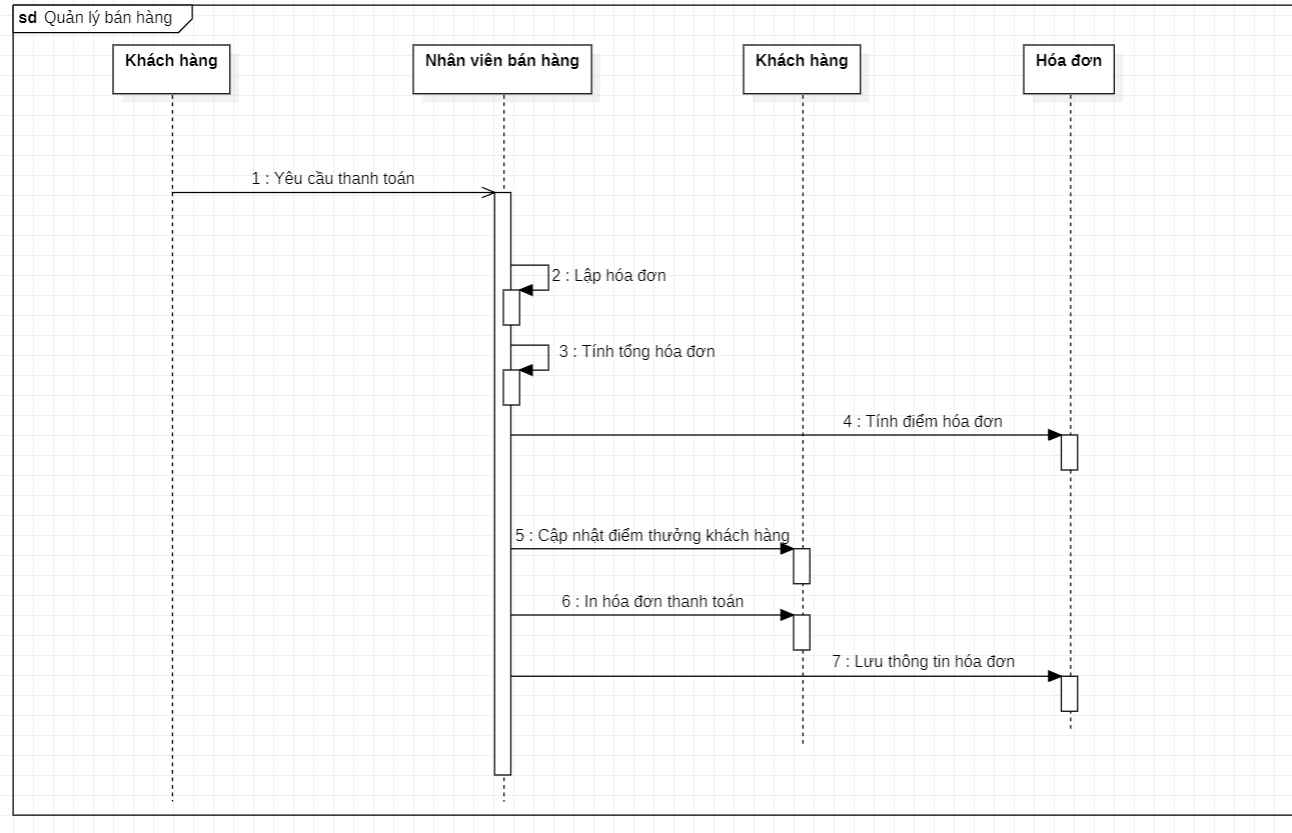 sd Quản lý bán hàng
Khách hàng
Nhân viên bán hàng
Khách hàng
Hóa đơn
1 : Yêu cầu thanh toán
2 : Lập hóa đơn
3 : Tính tổng hóa đơn
4 : Tính điểm hóa đơn
5 : Cập nhật điểm thưởng khách hàng
6 : In hóa đơn thanh toán
7 : Lưu thông tin hóa đơn